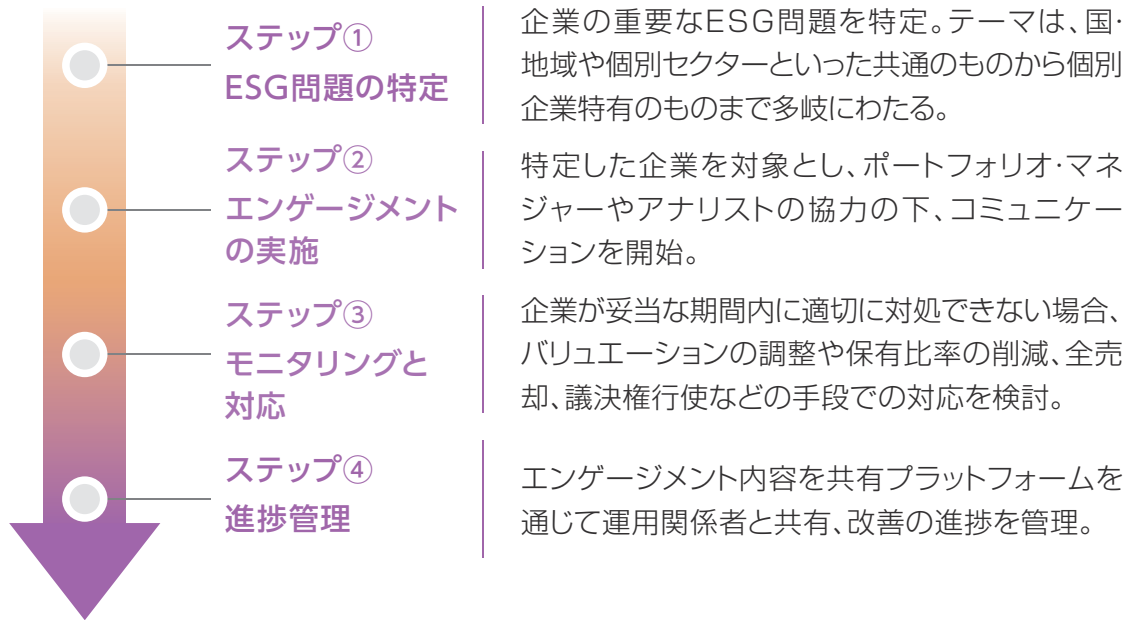 ステップ①
ESG問題の特定
企業の重要なESG問題を特定。テーマは、国・
地域や個別セクターといった共通のものから個別
企業特有のものまで多岐にわたる。
ステップ②
エンゲージメント
の実施
特定した企業を対象とし、ポートフォリオ・マネ
ジャーやアナリストの協力の下、コミュニケー
ションを開始。
ステップ③
モニタリングと
対応
企業が妥当な期間内に適切に対処できない場合、
バリュエーションの調整や保有比率の削減、全売
却、議決権行使などの手段での対応を検討。
ステップ④
進捗管理
エンゲージメント内容を共有プラットフォームを
通じて運用関係者と共有、改善の進捗を管理。